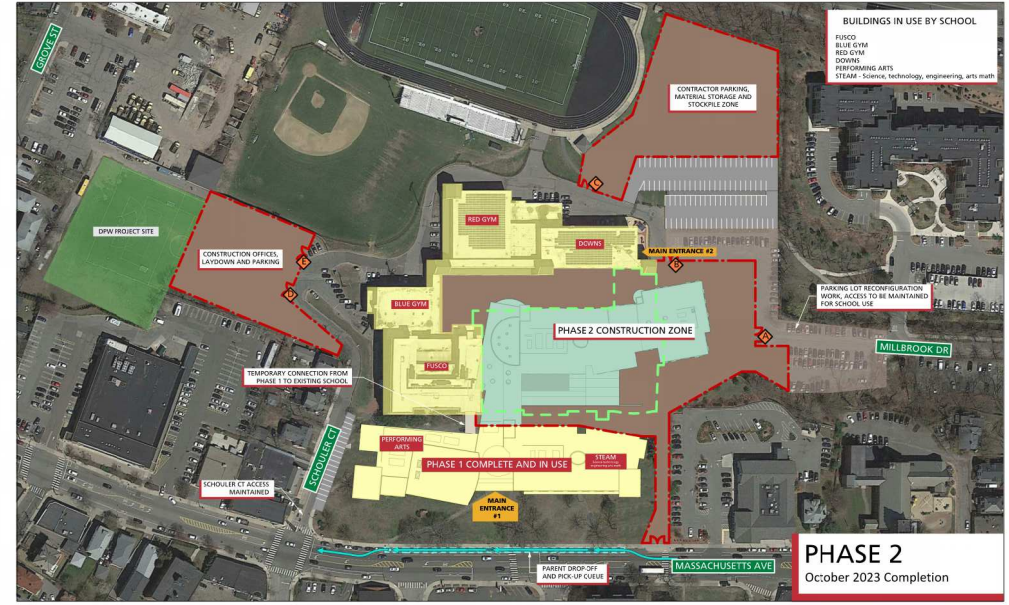 GROVE ST
BUILDINGS IN USE BY SCHOOL
FUSCO
BLUE GYM
RED GYM
DOWNS
PERFORMING ARTS
STEAM - Science, technology, engineering, arts math
CONTRACTOR PARKING,
MATERIAL STORAGE AND
STOCKPILE ZONE
C
RED GYM
DPW PROJECT SITE
DOWNS
MAIN ENTRANCE #2
CONSTRUCTION OFFICES,
LAYDOWN AND PARKING
E
B
D
PARKING LOT RECONFIGURATION
WORK, ACCESS TO BE MAINTAINED
FOR SCHOOL USE
BLUE GYM
PHASE 2 CONSTRUCTION ZONE
A
MILLBROOK DR
FUSCO
TEMPORARY CONNECTION FROM
PHASE 1 TO EXISTING SCHOOL
PERFORMING
ARTS
SCHOULER CT
PHASE 1 COMPLETE AND IN USE
STEAM
SCHOULER CT ACCESS
MAINTAINED
MAIN
ENTRANCE
#1
PHASE 2
October 2023 Completion
PARENT DROP-OFF
AND PICK-UP QUEUE
MASSACHUSETTS AVE